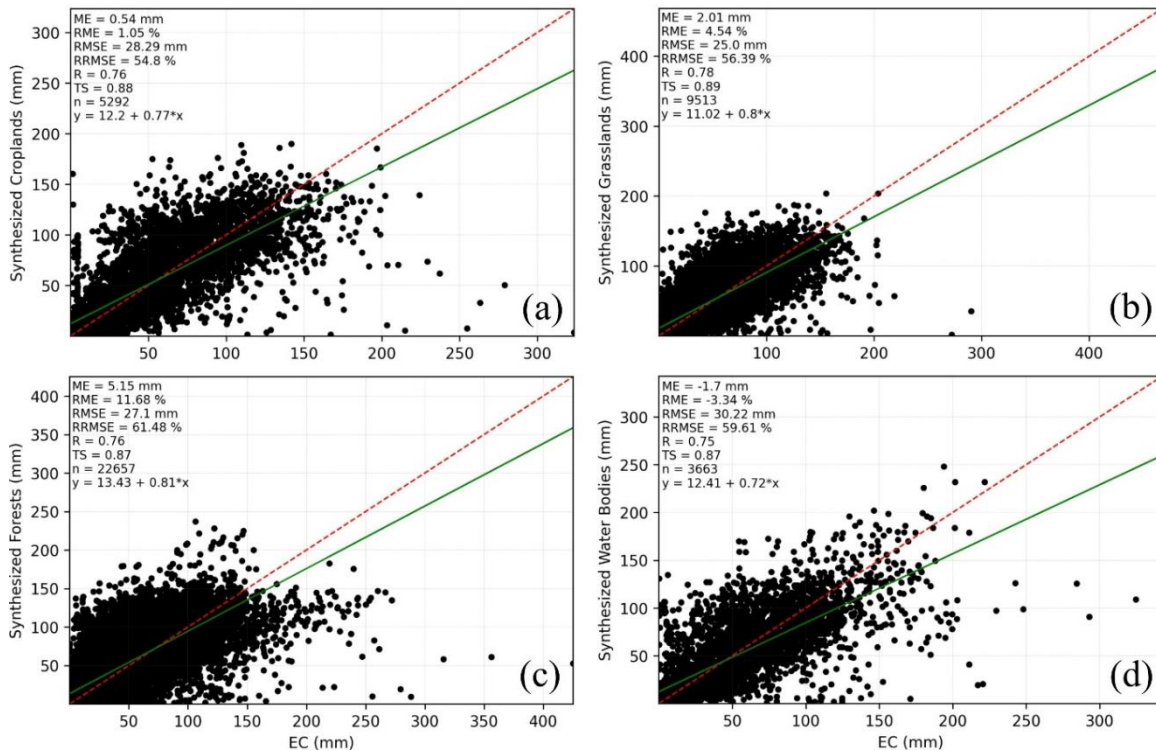 ME = 0.54 mm
RME = 1.05 %
RMSE = 28.29 mm
RRMSE = 54.8 %
R = 0.76
TS = 0.88
n = 5292
y = 12.2 + 0.77*x
Synthesized Croplands (mm)
300
250
200
150
100
50
50 100 150 200 250 300
(a)
ME = 2.01 mm
RME = 4.54 %
RMSE = 25.0 mm
RRMSE = 56.39 %
R = 0.78
TS = 0.89
n = 9513
y = 11.02 + 0.8*x
Synthesized Grasslands (mm)
400
300
200
100
100 200 300 400
(b)
ME = 5.15 mm
RME = 11.68 %
RMSE = 27.1 mm
RRMSE = 61.48 %
R = 0.76
TS = 0.87
n = 22657
y = 13.43 + 0.81*x
Synthesized Forests (mm)
400
350
300
250
200
150
100
50
50 100 150 200 250 300 350 400
EC (mm)
(c)
ME = -1.7 mm
RME = -3.34 %
RMSE = 30.22 mm
RRMSE = 59.61 %
R = 0.75
TS = 0.87
n = 3663
y = 12.41 + 0.72*x
Synthesized Water Bodies (mm)
300
250
200
150
100
50
50 100 150 200 250 300
EC (mm)
(d)